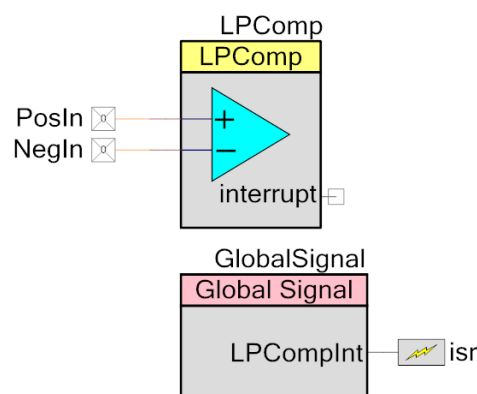 LPComp
LPComp
PosIn
+
NegIn
−
interrupt
GlobalSignal
Global Signal
LPCompInt
isr